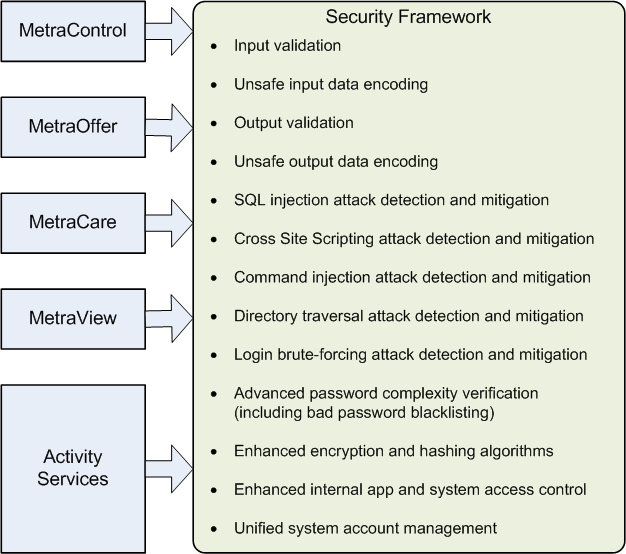 MetraControl
MetraOffer
MetraCare
MetraView
Activity
Services
Security Framework
• Input validation
• Unsafe input data encoding
• Output validation
• Unsafe output data encoding
• SQL injection attack detection and mitigation
• Cross Site Scripting attack detection and mitigation
• Command injection attack detection and mitigation
• Directory traversal attack detection and mitigation
• Login brute-forcing attack detection and mitigation
• Advanced password complexity verification
(including bad password blacklisting)
• Enhanced encryption and hashing algorithms
• Enhanced internal app and system access control
• Unified system account management